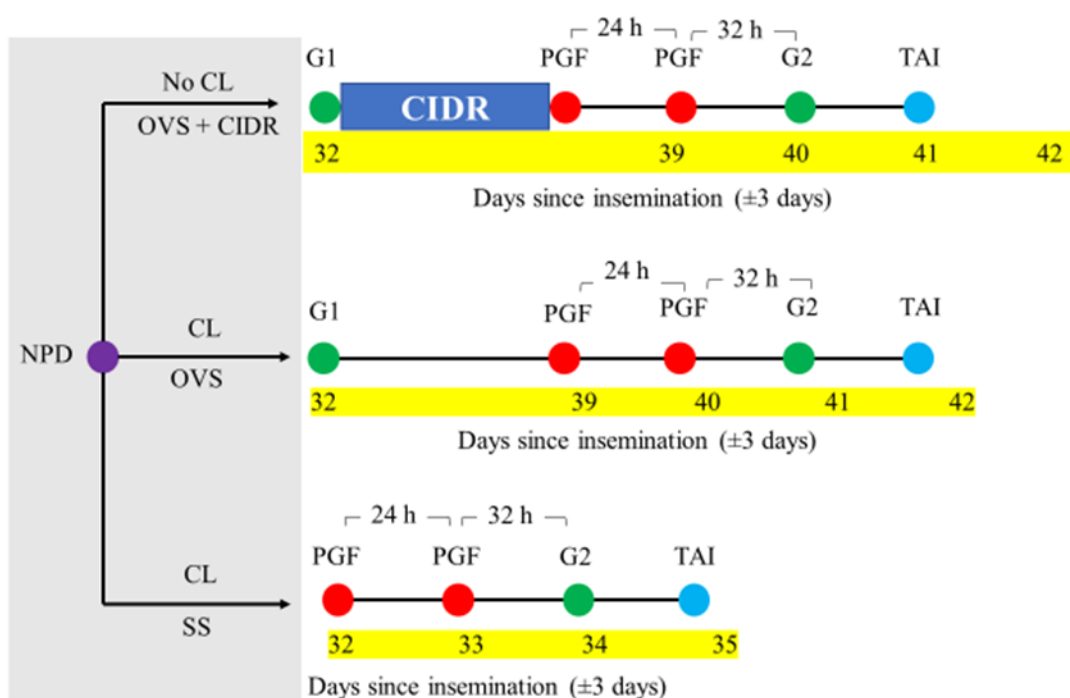 24 h 32 h
G1 PGF PGF G2 TAI
No CL
CIDR
OVS + CIDR
32 39 40 41 42
Days since insemination (±3 days)
24 h 32 h
G1 PGF PGF G2 TAI
CL
NPD
OVS
32 39 40 41 42
Days since insemination (±3 days)
24 h 32 h
PGF PGF G2 TAI
CL
SS
32 33 34 35
Days since insemination (±3 days)